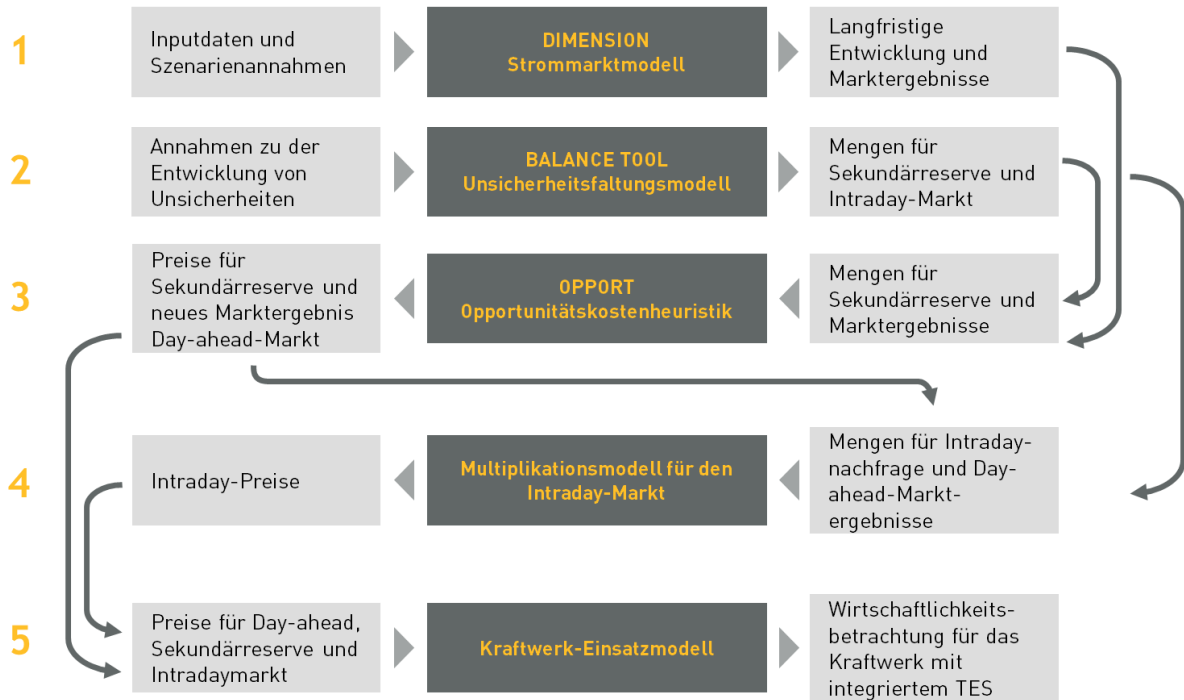 1
Inputdaten und
Szenarienannahmen
DIMENSION
Strommarktmodell
Langfristige
Entwicklung und
Marktergebnisse
2
Annahmen zu der
Entwicklung von
Unsicherheiten
BALANCE TOOL
Unsicherheitsfaltungsmodell
Mengen für
Sekundärreserve und
Intraday-Markt
3
Preise für
Sekundärreserve und
neues Marktergebnis
Day-ahead-Markt
OPPORT
Opportunitätskostenheuristik
Mengen für
Sekundärreserve und
Marktergebnisse
4
Intraday-Preise
Multiplikationsmodell für den
Intraday-Markt
Mengen für Intraday-
nachfrage und Day-
ahead-Markt-
ergebnisse
5
Preise für Day-ahead,
Sekundärreserve und
Intradaymarkt
Kraftwerk-Einsatzmodell
Wirtschaftlichkeits-
betrachtung für das
Kraftwerk mit
integriertem TES